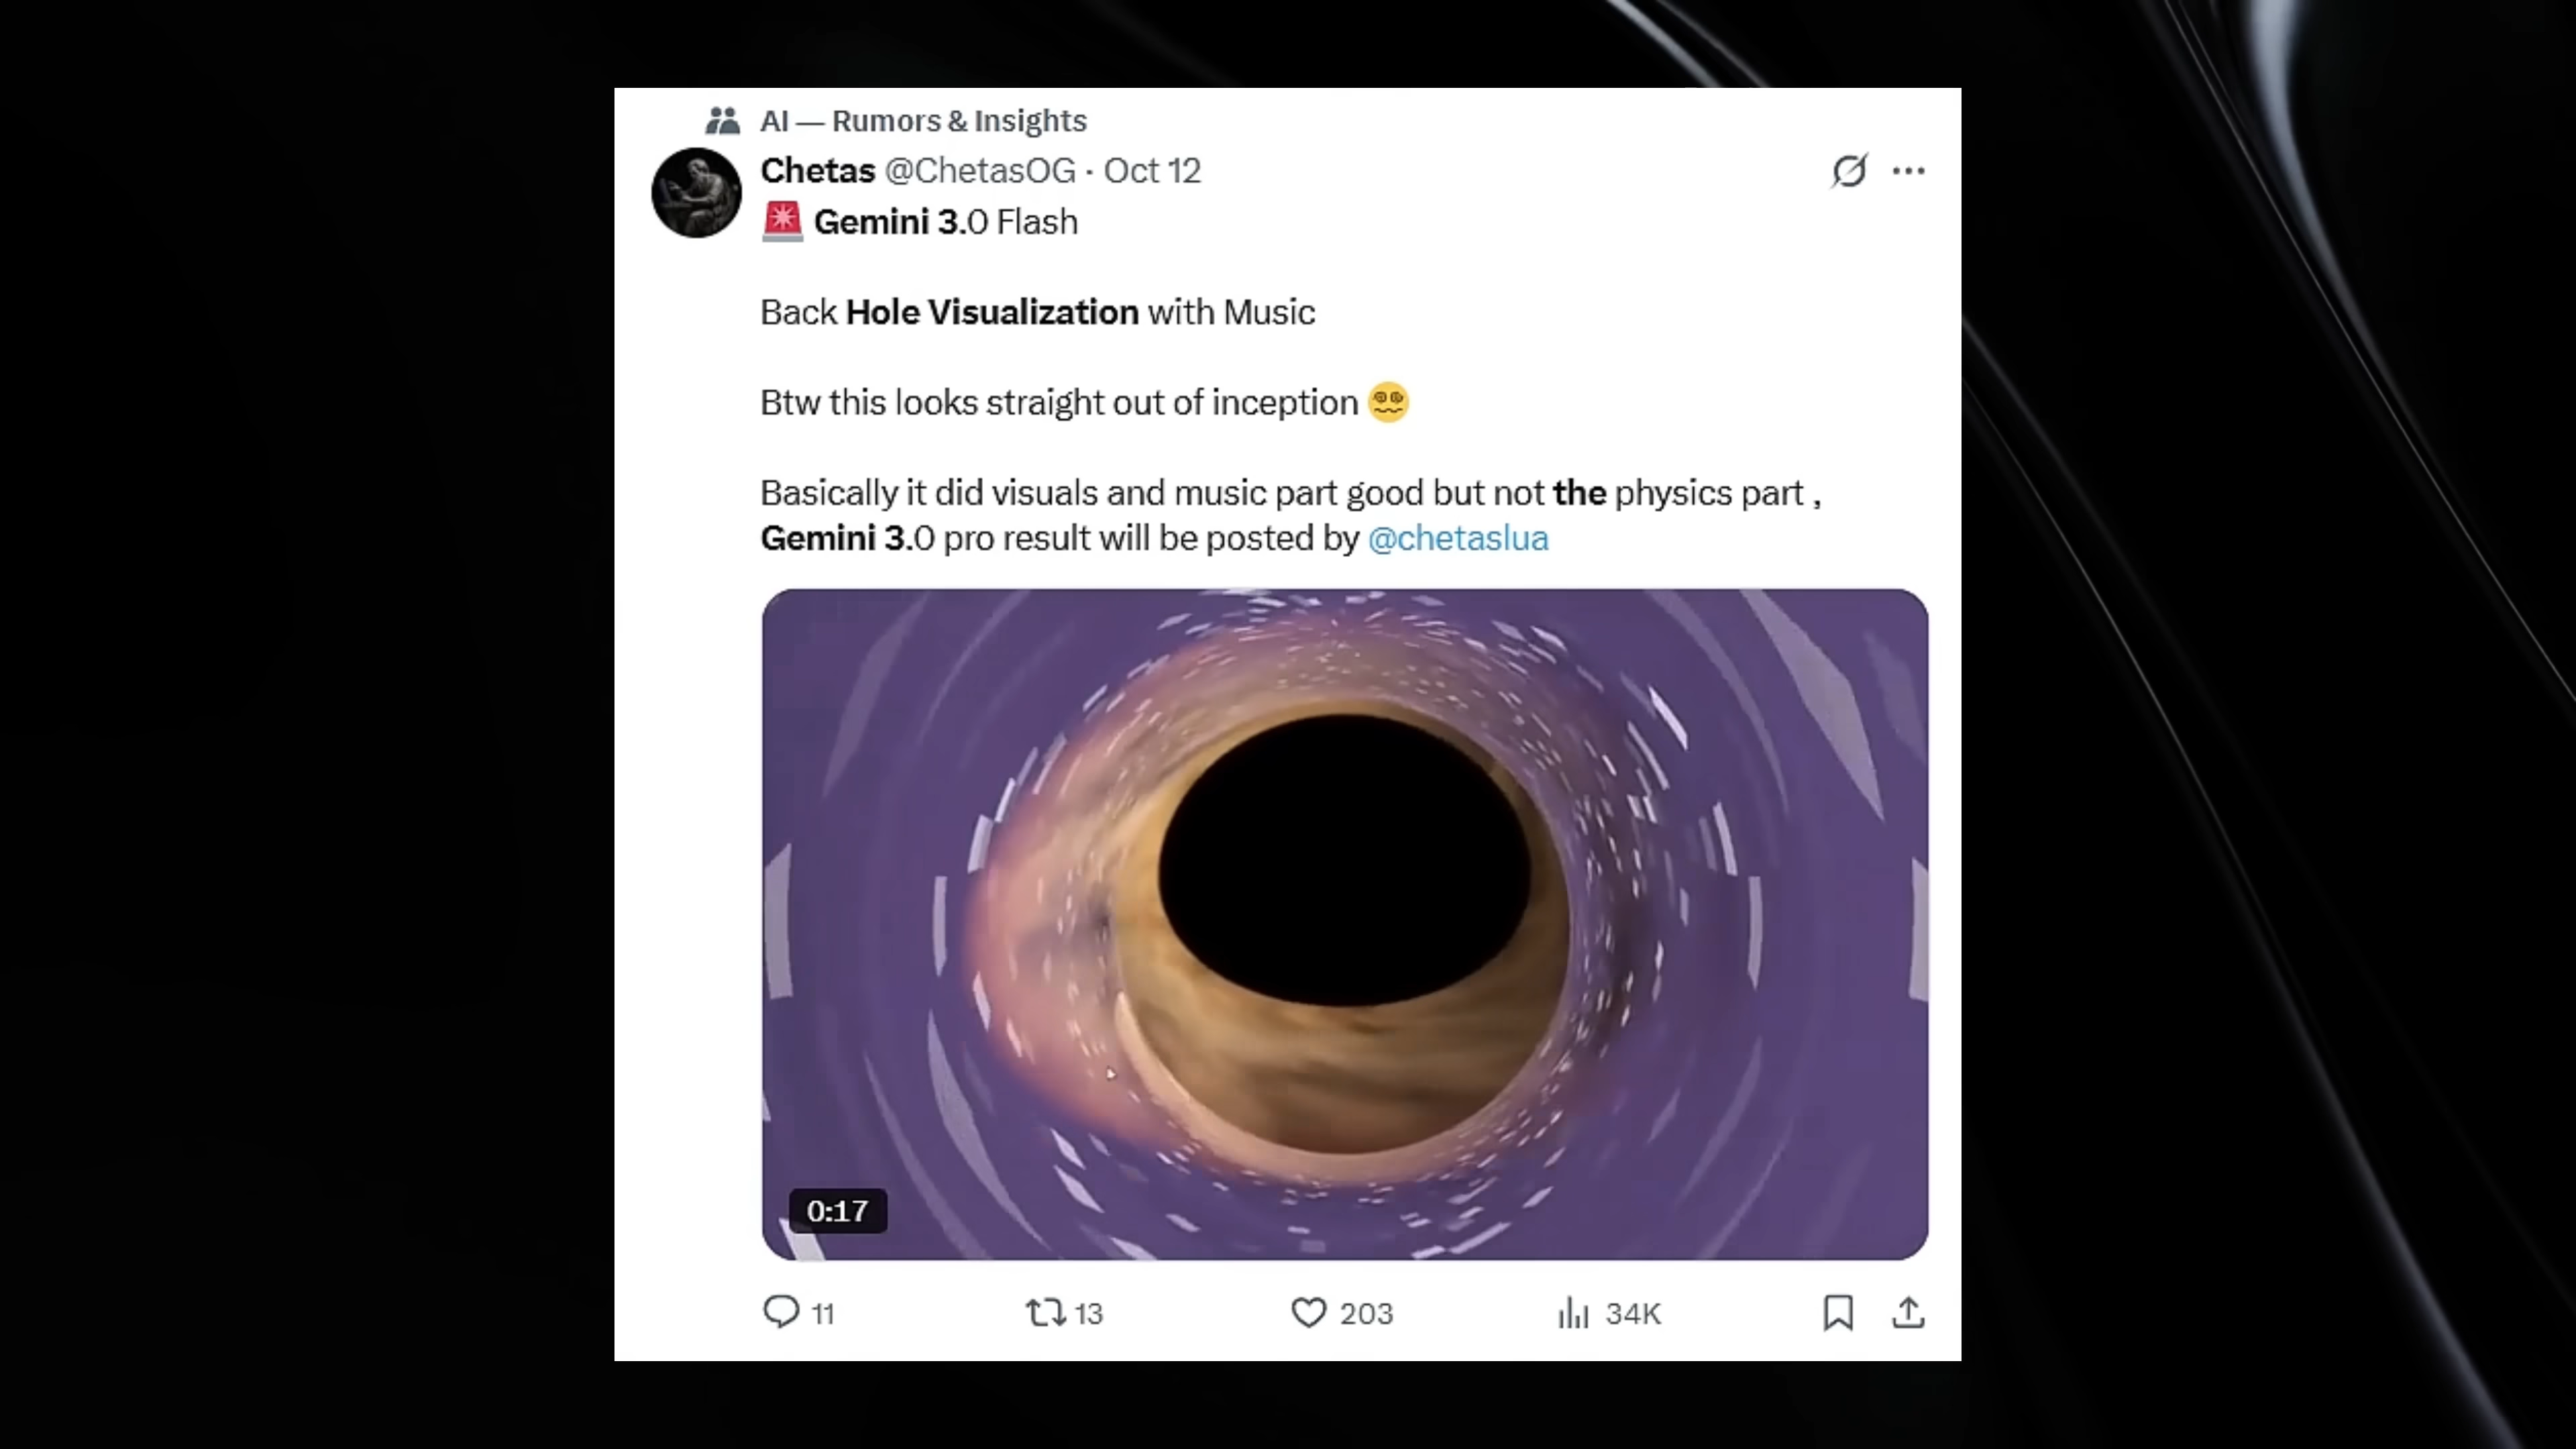 AI — Rumors & Insights
Chetas @ChetasOG · Oct 12
🚨 Gemini 3.0 Flash
Back Hole Visualization with Music
Btw this looks straight out of inception 😵‍💫
Basically it did visuals and music part good but not the physics part ,
Gemini 3.0 pro result will be posted by @chetaslua
0:17
11 13 203 34K